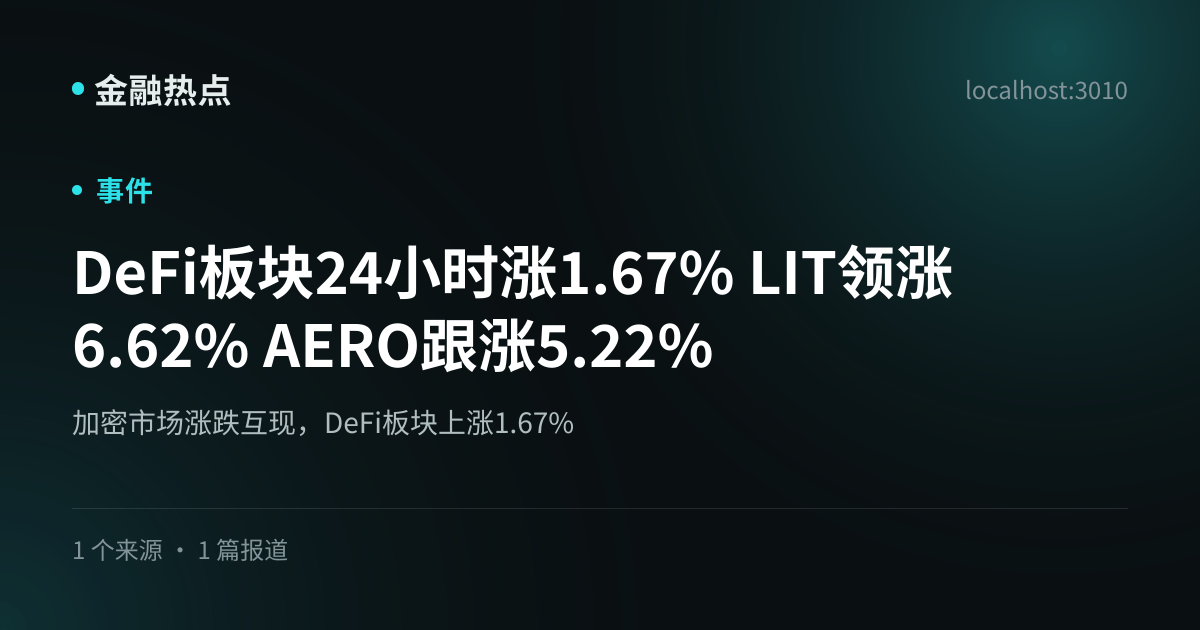 金融热点
localhost:3010
事件
DeFi板块24小时涨1.67% LIT领涨
6.62% AERO跟涨5.22%
加密市场涨跌互现，DeFi板块上涨1.67%
1 个来源 · 1 篇报道